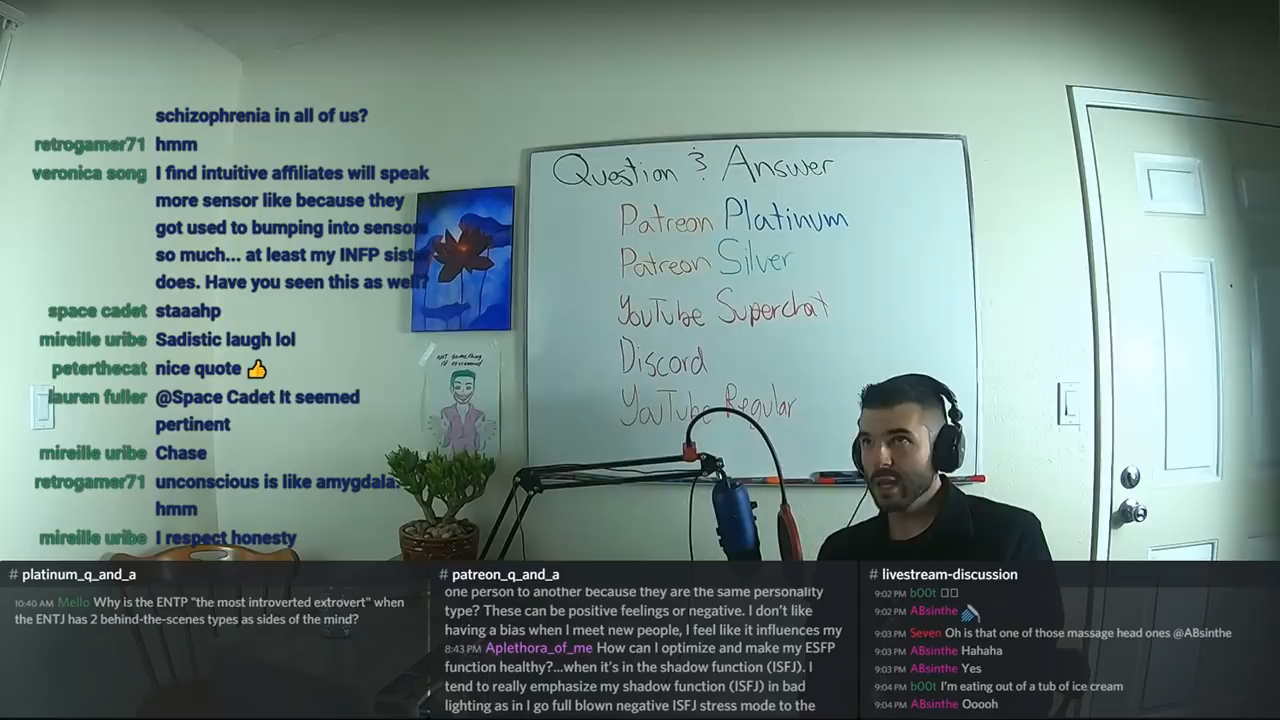 schizophrenia in all of us?
retrogamer71 hmm
veronica song I find intuitive affiliates will speak
more sensor like because they
got used to bumping into sensors
so much... at least my INFP sister
does. Have you seen this as well?
space cadet staaahp
mireille uribe Sadistic laugh lol
peterthecat nice quote 👍
lauren fuller @Space Cadet It seemed
pertinent
mireille uribe Chase
retrogamer71 unconscious is like amygdala.
hmm
mireille uribe I respect honesty
Question & Answer
Patreon Platinum
Patreon Silver
YouTube Superchat
Discord
YouTube Regular
NOT something
# platinum_q_and_a
10:40 AM Mello Why is the ENTP "the most introverted extrovert" when
the ENTJ has 2 behind-the-scenes types as sides of the mind?
# patreon_q_and_a
one person to another because they are the same personality
type? These can be positive feelings or negative. I don't like
having a bias when I meet new people, I feel like it influences my
8:43 PM Aplethora_of_me How can I optimize and make my ESFP
function healthy?...when it's in the shadow function (ISFJ). I
tend to really emphasize my shadow function (ISFJ) in bad
lighting as in I go full blown negative ISFJ stress mode to the
# livestream-discussion
9:02 PM b00t
9:02 PM ABsinthe
9:03 PM Seven Oh is that one of those massage head ones @ABsinthe
9:03 PM ABsinthe Hahaha
9:03 PM ABsinthe Yes
9:04 PM b00t I'm eating out of a tub of ice cream
9:04 PM ABsinthe Ooooh